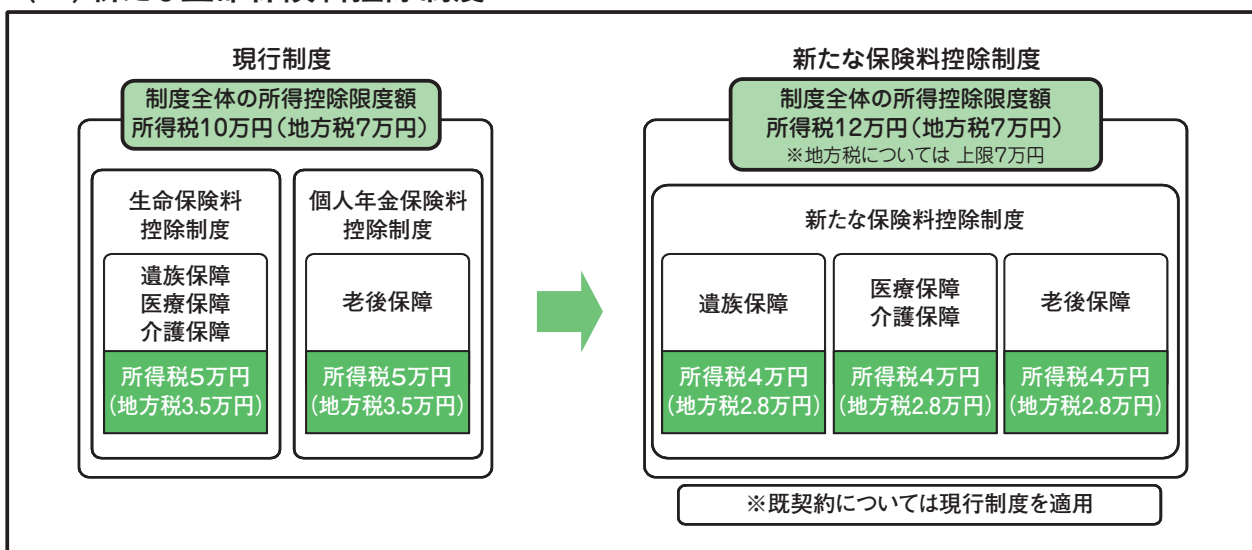 現行制度
制度全体の所得控除限度額
所得税10万円(地方税7万円)
生命保険料
控除制度
遺族保障
医療保障
介護保障
所得税5万円
(地方税3.5万円)
個人年金保険料
控除制度
老後保障
所得税5万円
(地方税3.5万円)
新たな保険料控除制度
制度全体の所得控除限度額
所得税12万円(地方税7万円)
※地方税については 上限7万円
新たな保険料控除制度
遺族保障
所得税4万円
(地方税2.8万円)
医療保障
介護保障
所得税4万円
(地方税2.8万円)
老後保障
所得税4万円
(地方税2.8万円)
※既契約については現行制度を適用